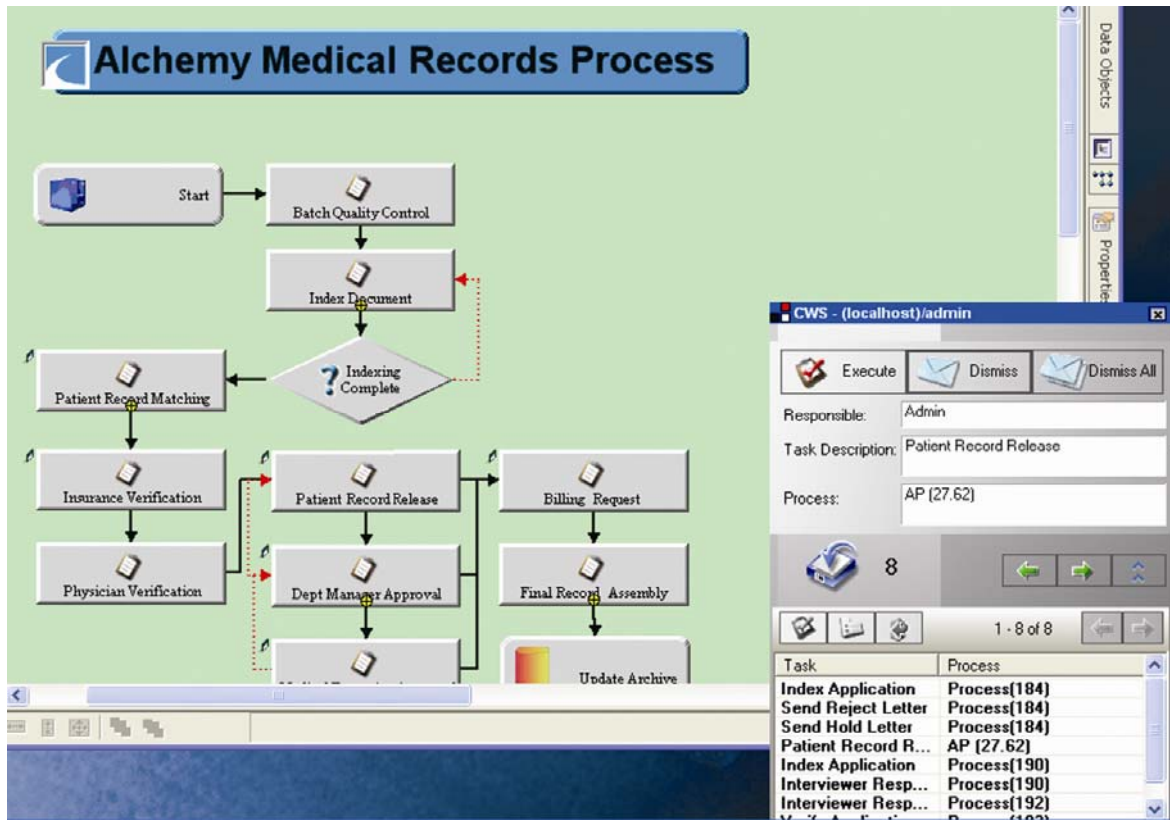 Alchemy Medical Records Process
Data Objects
Properties
Start
Batch Quality Control
Index Document
Indexing
Complete
Patient Record Matching
Insurance Verification
Patient Record Release
Billing Request
Physician Verification
Dept Manager Approval
Final Record Assembly
Update Archive
CWS - (localhost)/admin
Execute
Dismiss
Dismiss All
Responsible:
Admin
Task Description:
Patient Record Release
Process:
AP (27.62)
8
1 - 8 of 8
Task
Process
Index Application
Process(184)
Send Reject Letter
Process(184)
Send Hold Letter
Process(184)
Patient Record R...
AP (27.62)
Index Application
Process(190)
Interviewer Resp...
Process(190)
Interviewer Resp...
Process(192)